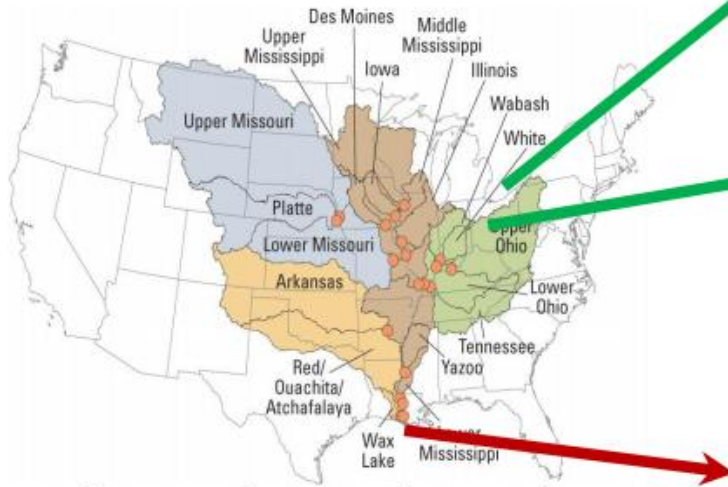 Des Moines
Upper
Mississippi
Middle
Mississippi
Iowa
Illinois
Wabash
White
Upper Missouri
Platte
Lower Missouri
Upper
Ohio
Arkansas
Lower
Ohio
Tennessee
Yazoo
Red/
Ouachita/
Atchafalaya
Wax
Lake
Lower
Mississippi